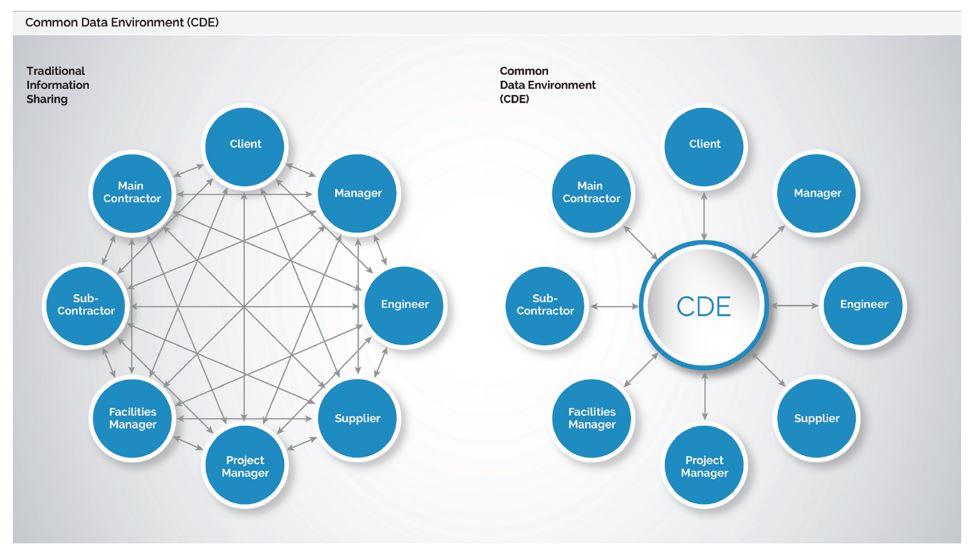 Common Data Environment (CDE)
Traditional
Information
Sharing
Client
Main
Contractor
Manager
Sub-
Contractor
Engineer
Facilities
Manager
Supplier
Project
Manager
Common
Data Environment
(CDE)
Client
Main
Contractor
Manager
Sub-
Contractor
CDE
Engineer
Facilities
Manager
Supplier
Project
Manager